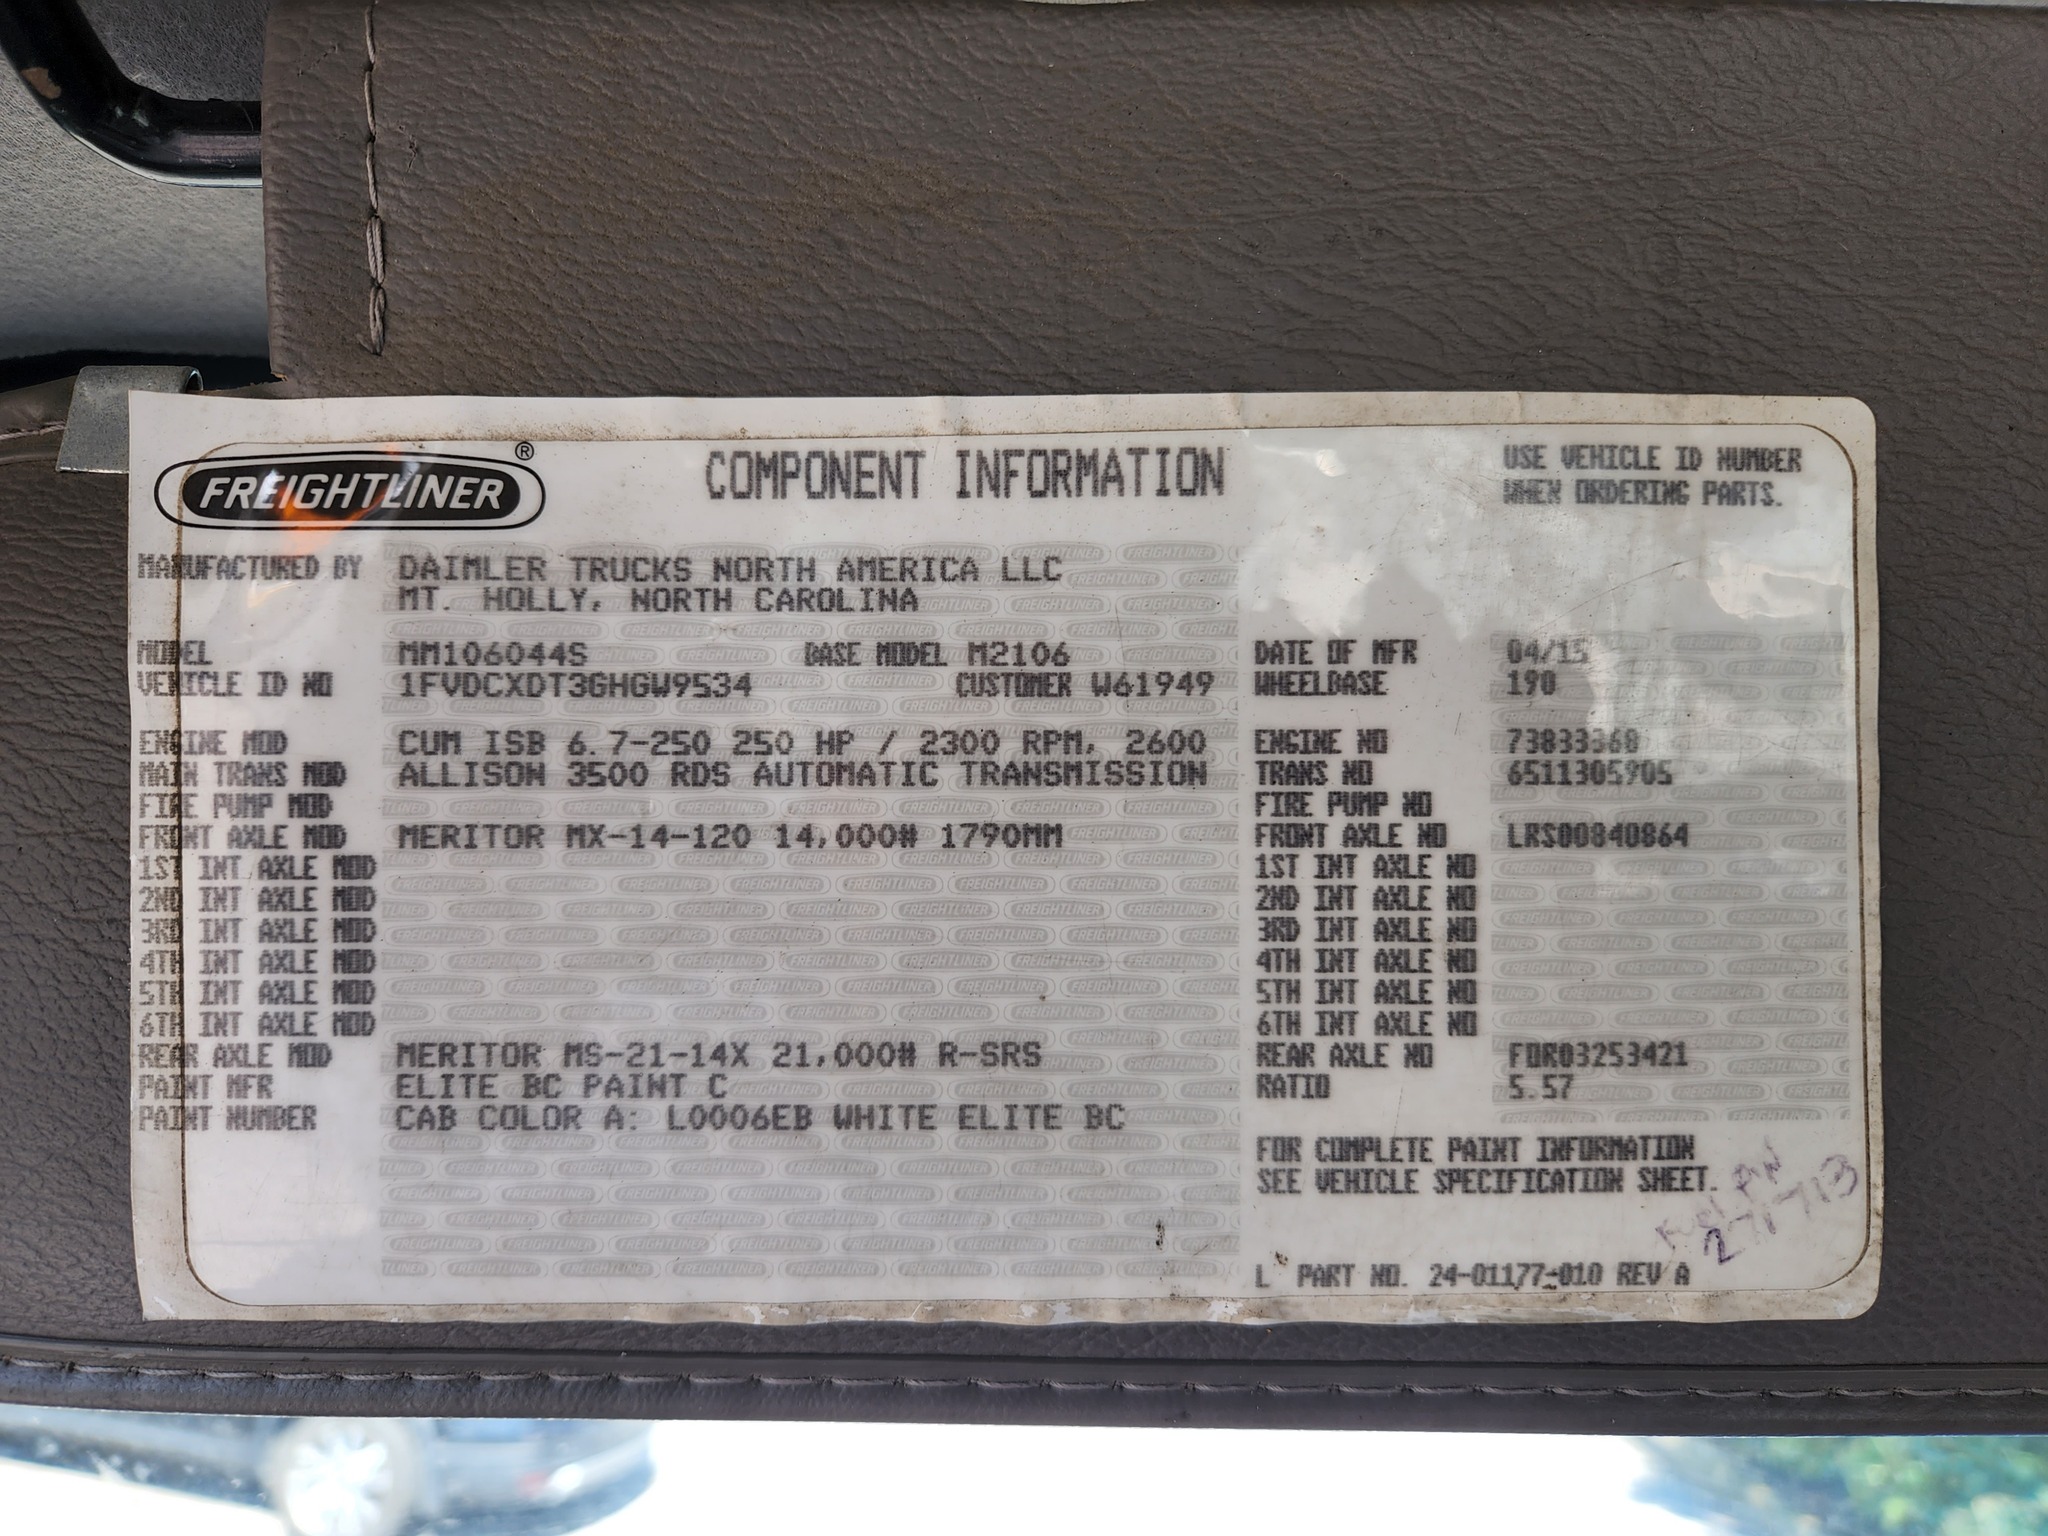 FREIGHTLINER ®
COMPONENT INFORMATION
USE VEHICLE ID NUMBER
WHEN ORDERING PARTS.
MANUFACTURED BY DAIMLER TRUCKS NORTH AMERICA LLC
MT. HOLLY, NORTH CAROLINA
MODEL MM106044S BASE MODEL M2106 DATE OF MFR 04/15
VEHICLE ID NO 1FVDCXDT3GHGW9534 CUSTOMER W61949 WHEELBASE 190
ENGINE MOD CUM ISB 6.7-250 250 HP / 2300 RPM, 2600 ENGINE NO 73833368
MAIN TRANS MOD ALLISON 3500 RDS AUTOMATIC TRANSMISSION TRANS NO 6511305905
FIRE PUMP MOD FIRE PUMP NO
FRONT AXLE MOD MERITOR MX-14-120 14,000# 1790MM FRONT AXLE NO LRS00840864
1ST INT AXLE MOD 1ST INT AXLE NO
2ND INT AXLE MOD 2ND INT AXLE NO
3RD INT AXLE MOD 3RD INT AXLE NO
4TH INT AXLE MOD 4TH INT AXLE NO
5TH INT AXLE MOD 5TH INT AXLE NO
6TH INT AXLE MOD 6TH INT AXLE NO
REAR AXLE MOD MERITOR MS-21-14X 21,000# R-SRS REAR AXLE NO FDR03253421
PAINT MFR ELITE BC PAINT C RATIO 5.57
PAINT NUMBER CAB COLOR A: L0006EB WHITE ELITE BC
FOR COMPLETE PAINT INFORMATION
SEE VEHICLE SPECIFICATION SHEET.
Fuel PIN
L PART NO. 24-01177-010 REV A